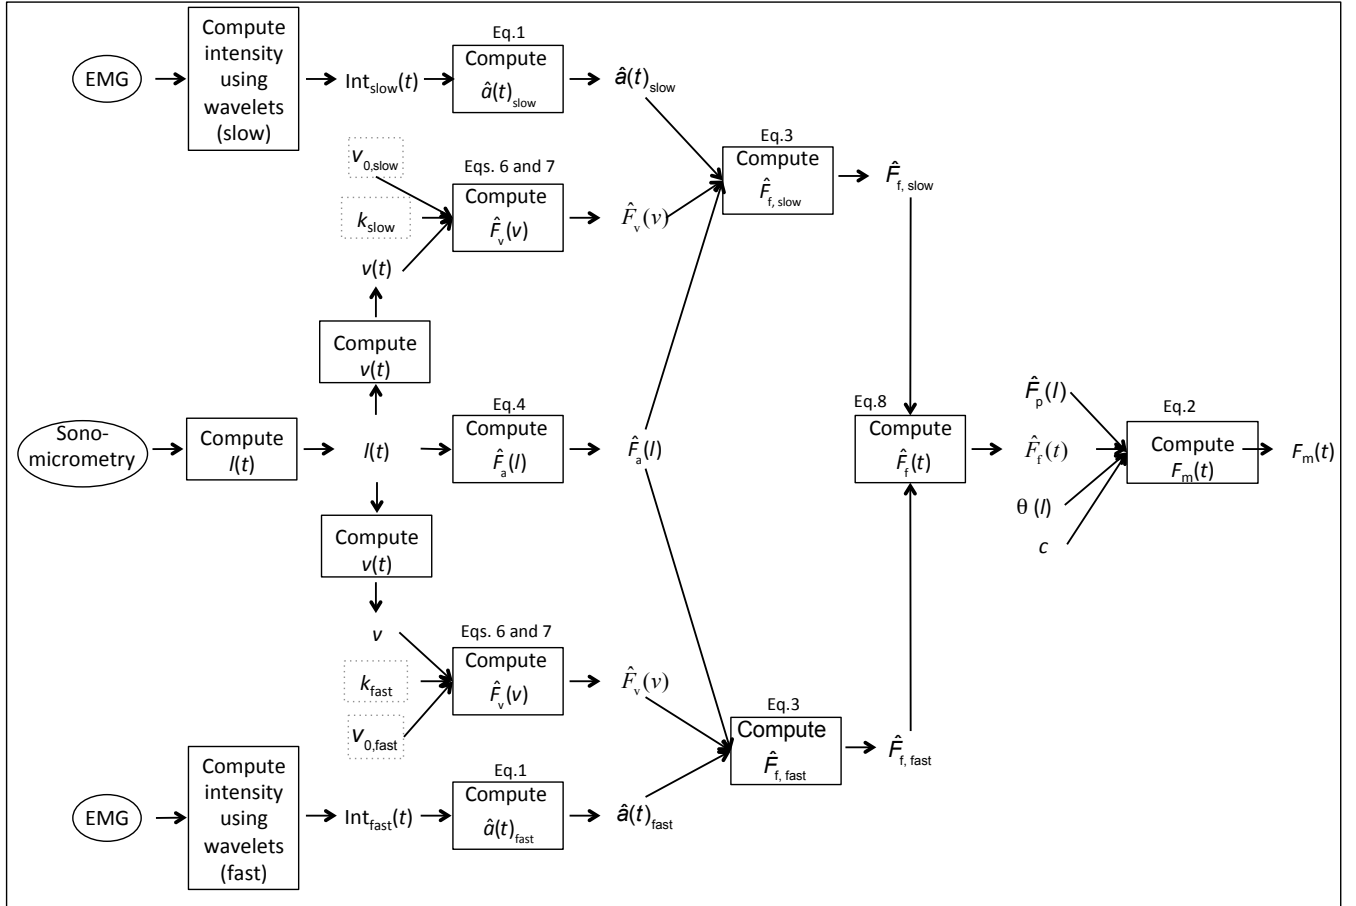 EMG
Compute
intensity
using
wavelets
(slow)
Int_slow(t)
Eq.1
Compute
â(t)_slow
â(t)_slow
v_0,slow
k_slow
v(t)
Eqs. 6 and 7
Compute
F̂_v(v)
F̂_v(v)
Eq.3
Compute
F̂_f, slow
F̂_f, slow
Compute
v(t)
Sono-
micrometry
Compute
l(t)
l(t)
Eq.4
Compute
F̂_a(l)
F̂_a(l)
Eq.8
Compute
F̂_f(t)
F̂_p(l)
F̂_f(t)
θ (l)
c
Eq.2
Compute
F_m(t)
F_m(t)
Compute
v(t)
v
k_fast
v_0,fast
Eqs. 6 and 7
Compute
F̂_v(v)
F̂_v(v)
Eq.3
Compute
F̂_f, fast
F̂_f, fast
EMG
Compute
intensity
using
wavelets
(fast)
Int_fast(t)
Eq.1
Compute
â(t)_fast
â(t)_fast